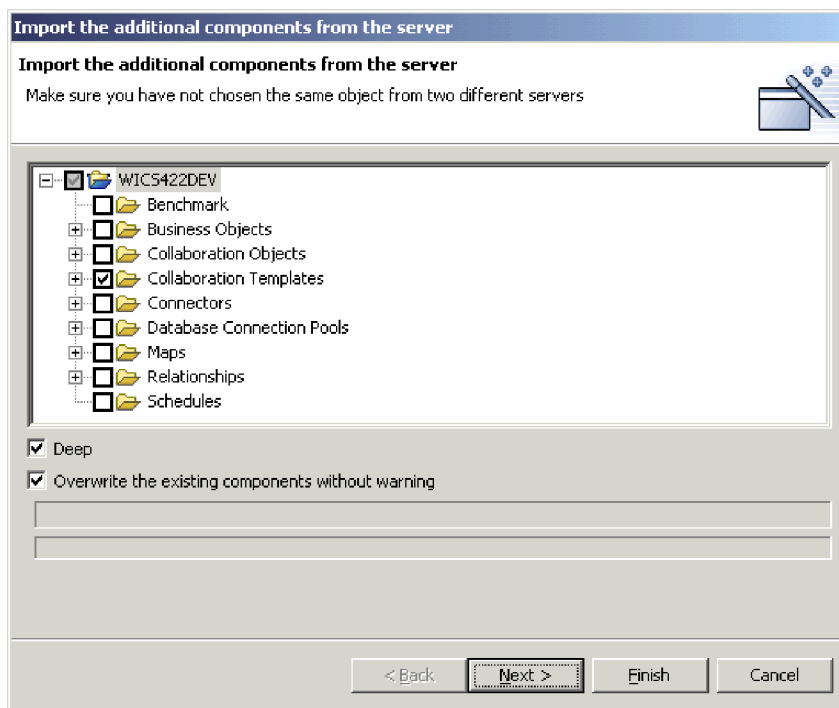 Import the additional components from the server
Import the additional components from the server
Make sure you have not chosen the same object from two different servers
WICS422DEV
Benchmark
Business Objects
Collaboration Objects
Collaboration Templates
Connectors
Database Connection Pools
Maps
Relationships
Schedules
Deep
Overwrite the existing components without warning
< Back
Next >
Finish
Cancel